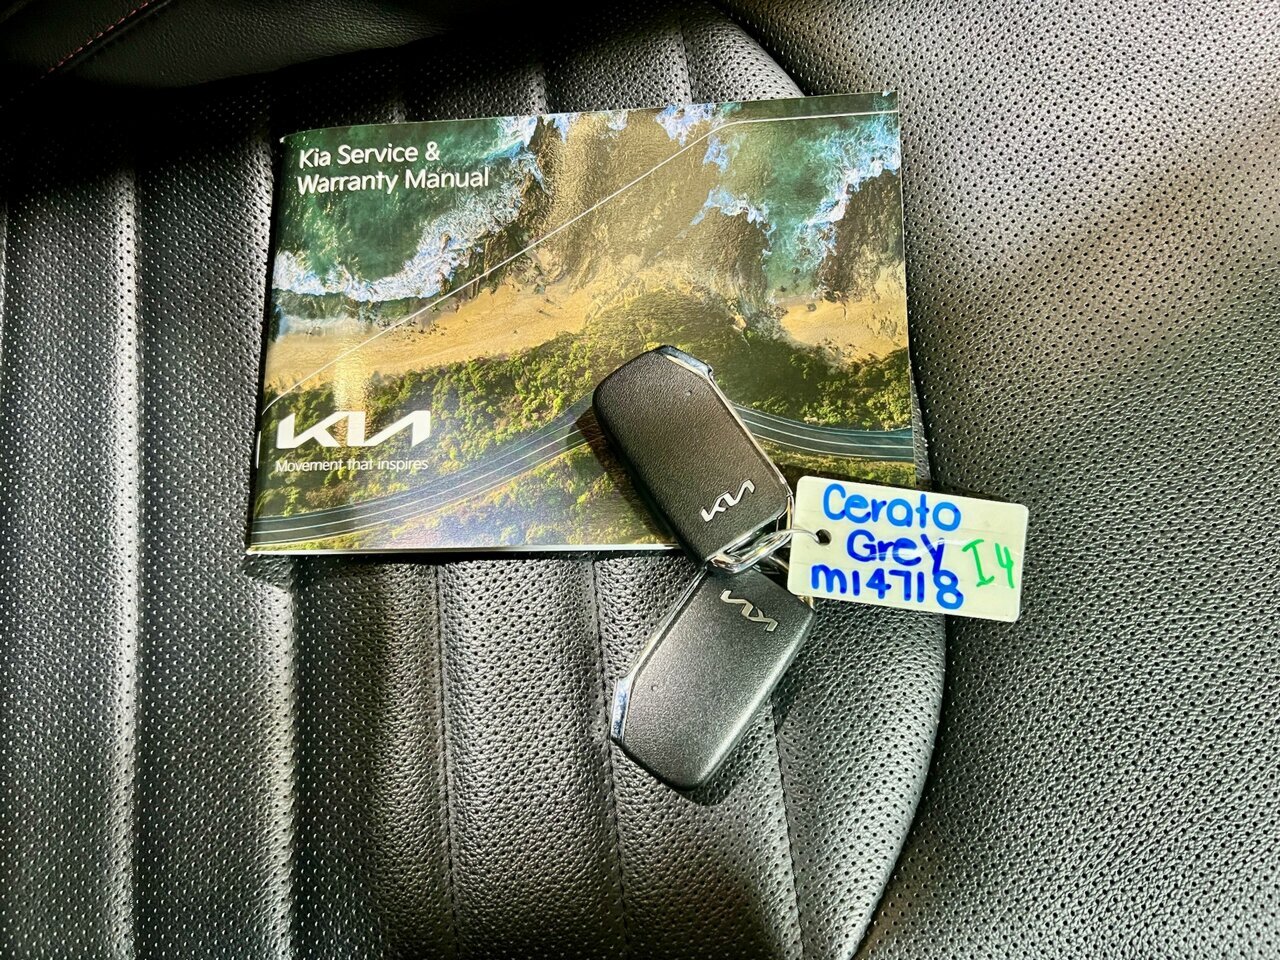 Kia Service &
Warranty Manual
KIA
Movement that inspires
KIA
KIA
Cerato
Grey
m14718
I4